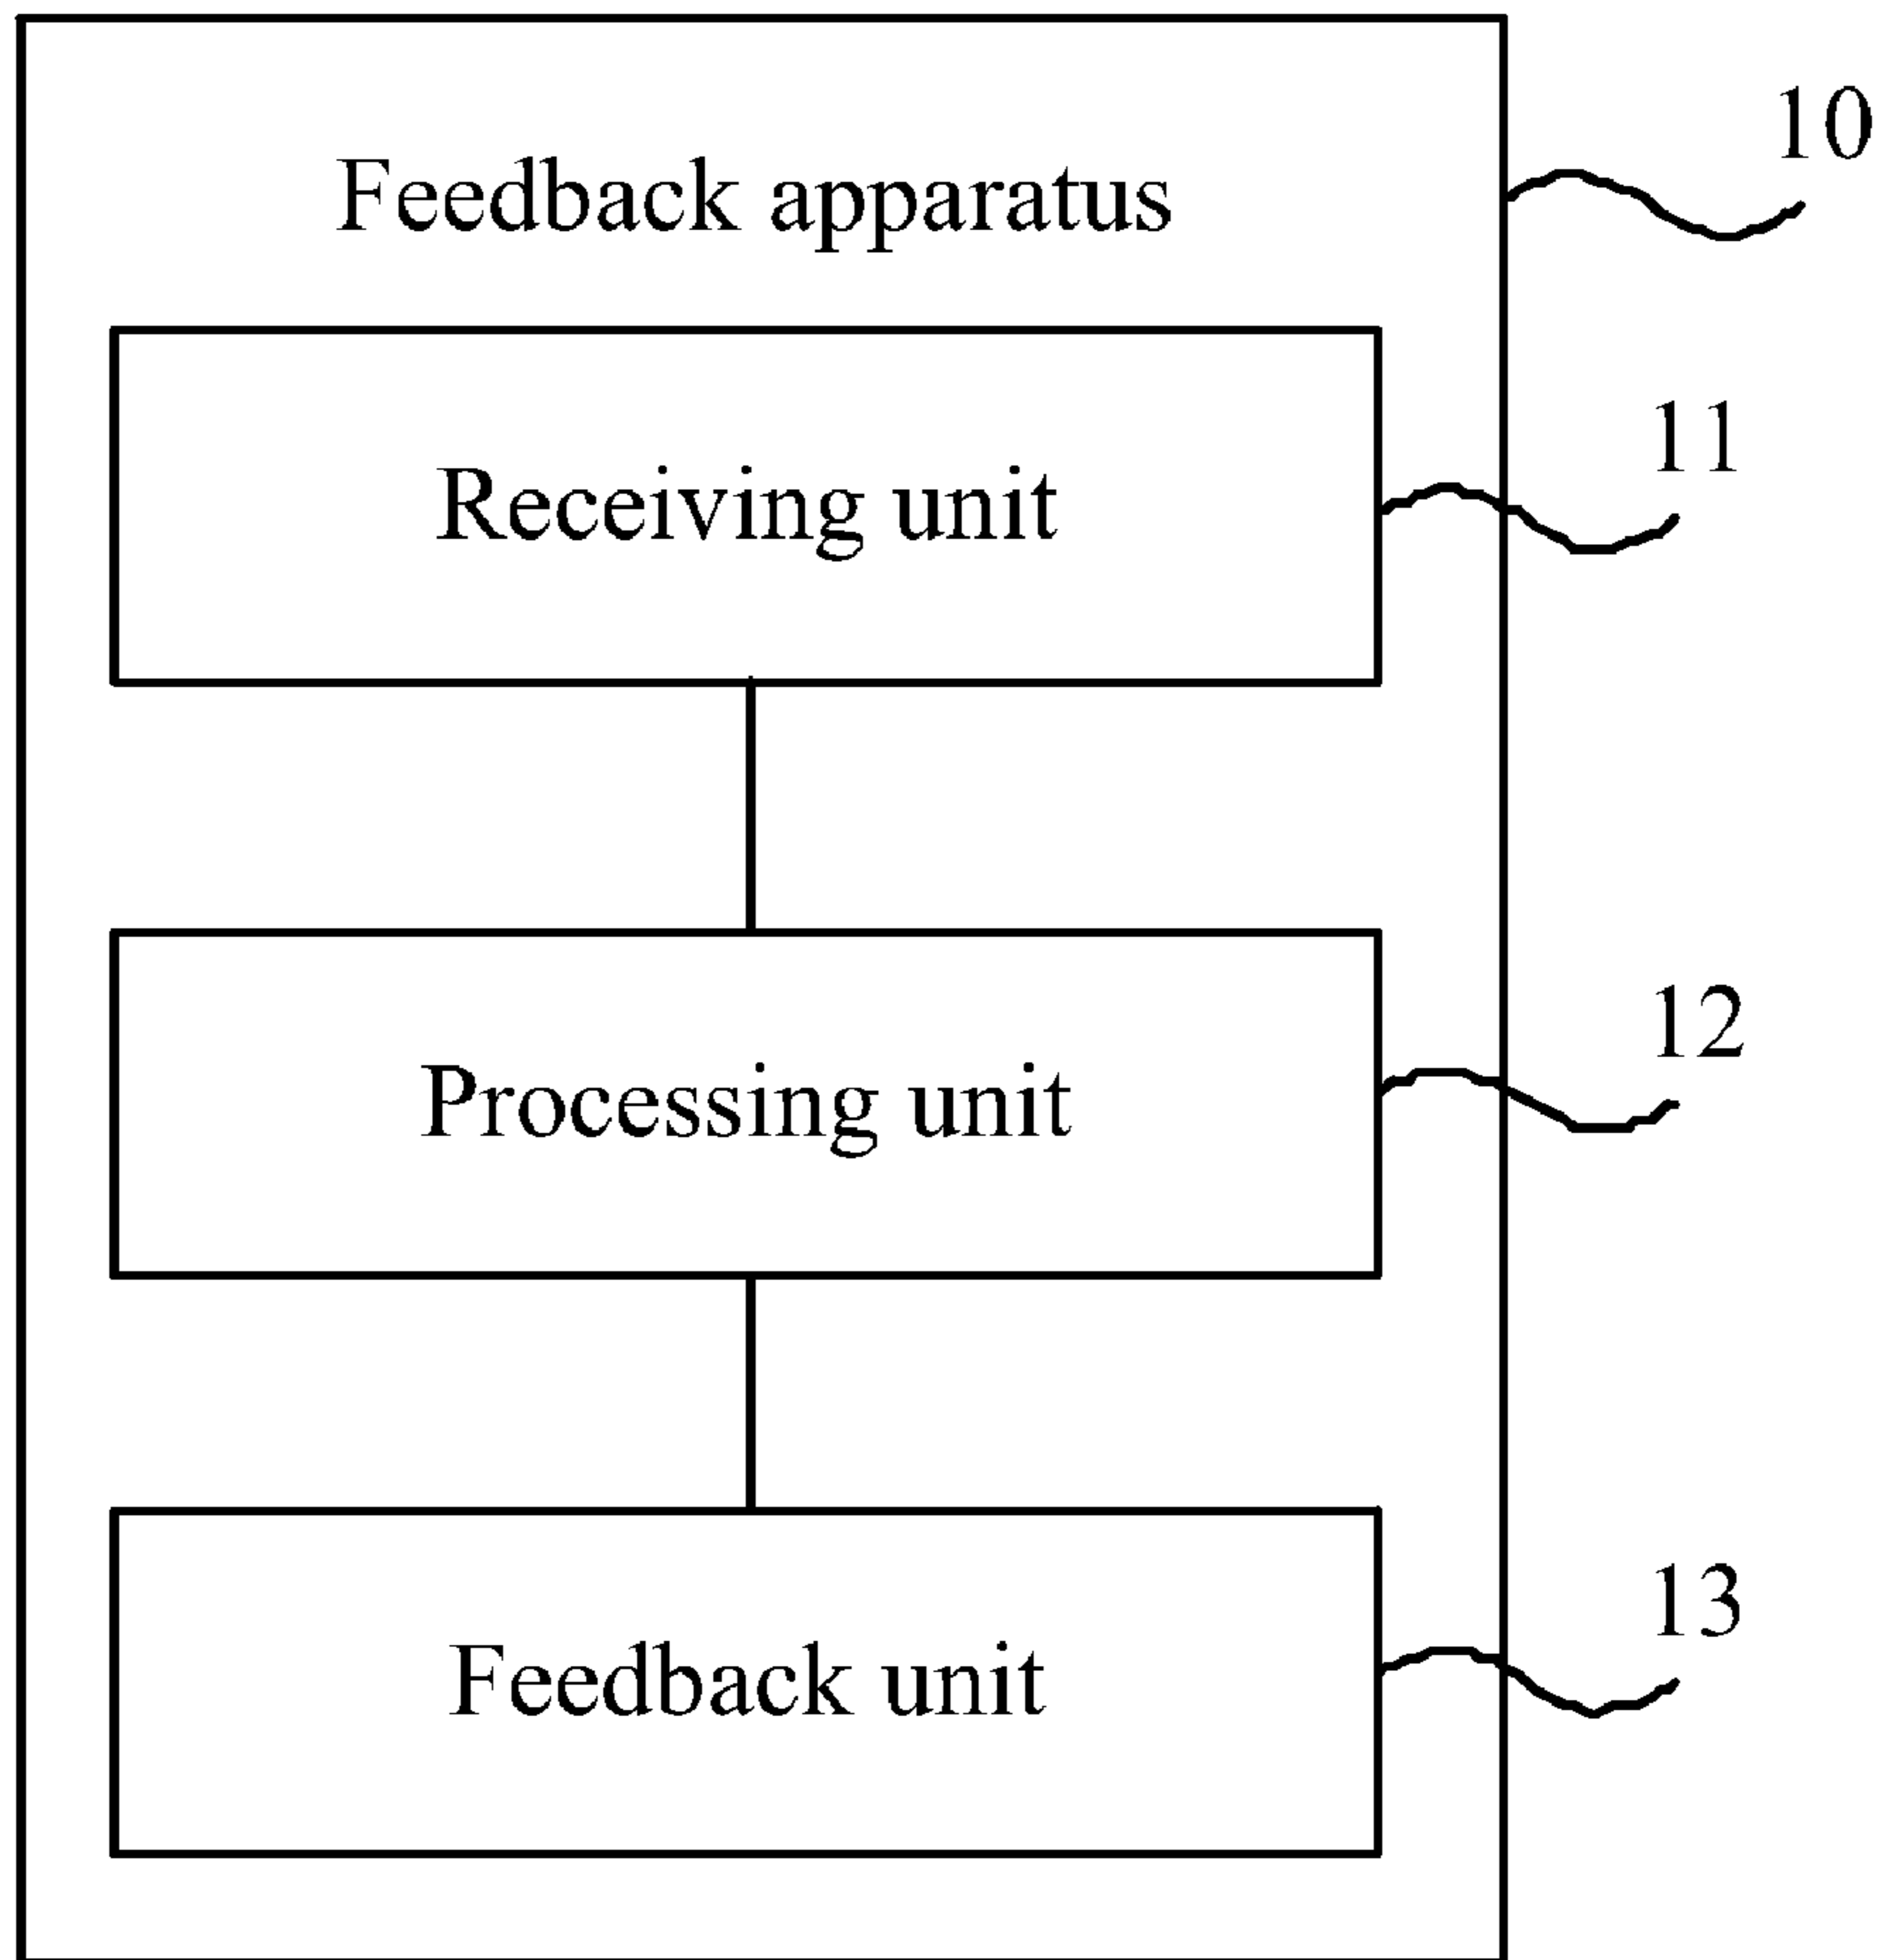 10
Feedback apparatus
11
Receiving unit
12
Processing unit
13
Feedback unit